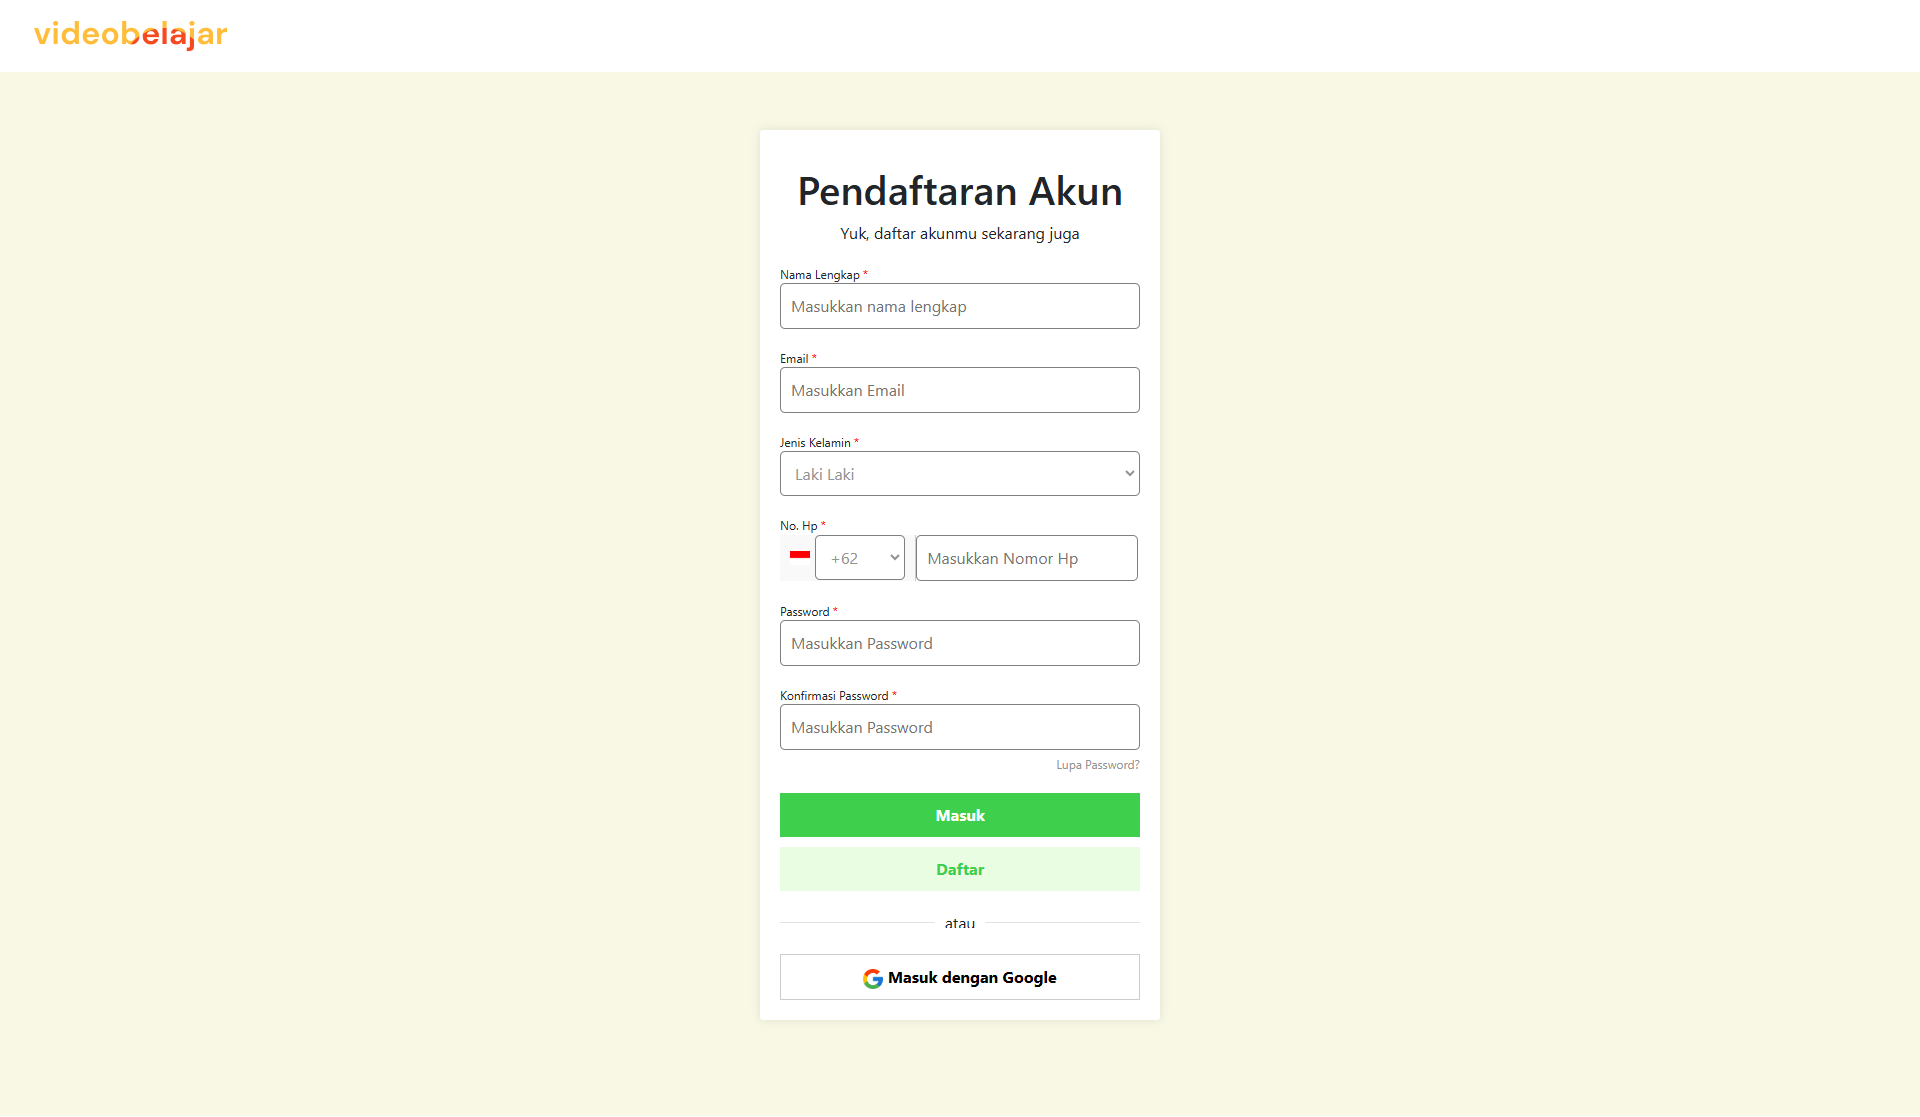 videobelajar
Pendaftaran Akun
Yuk, daftar akunmu sekarang juga
Nama Lengkap *
Masukkan nama lengkap
Email *
Masukkan Email
Jenis Kelamin *
Laki Laki
No. Hp *
+62 Masukkan Nomor Hp
Password *
Masukkan Password
Konfirmasi Password *
Masukkan Password
Lupa Password?
Masuk
Daftar
atau
Masuk dengan Google